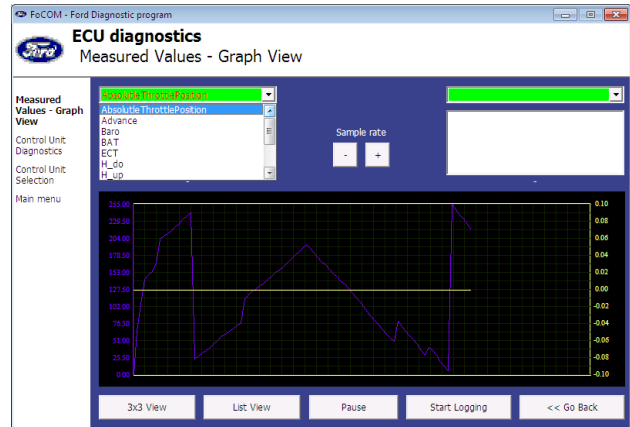 FoCOM - Ford Diagnostic program
Ford
ECU diagnostics
Measured Values - Graph View
Measured
Values - Graph
View
Control Unit
Diagnostics
Control Unit
Selection
Main menu
AbsolutleThrottlePosition
AbsolutleThrottlePosition
Advance
Baro
BAT
ECT
H_do
H_up
-
Sample rate
- +
-
255.00
229.50
204.00
178.50
153.00
127.50
102.00
76.50
51.00
25.50
0.00
0.10
0.08
0.06
0.04
0.02
0.00
-0.02
-0.04
-0.06
-0.08
-0.10
3x3 View
List View
Pause
Start Logging
<< Go Back